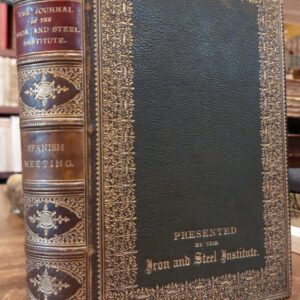 THE JOURNAL
OF THE
IRON AND STEEL
INSTITUTE.
SPANISH
MEETING.
PRESENTED
BY THE
Iron and Steel Institute.